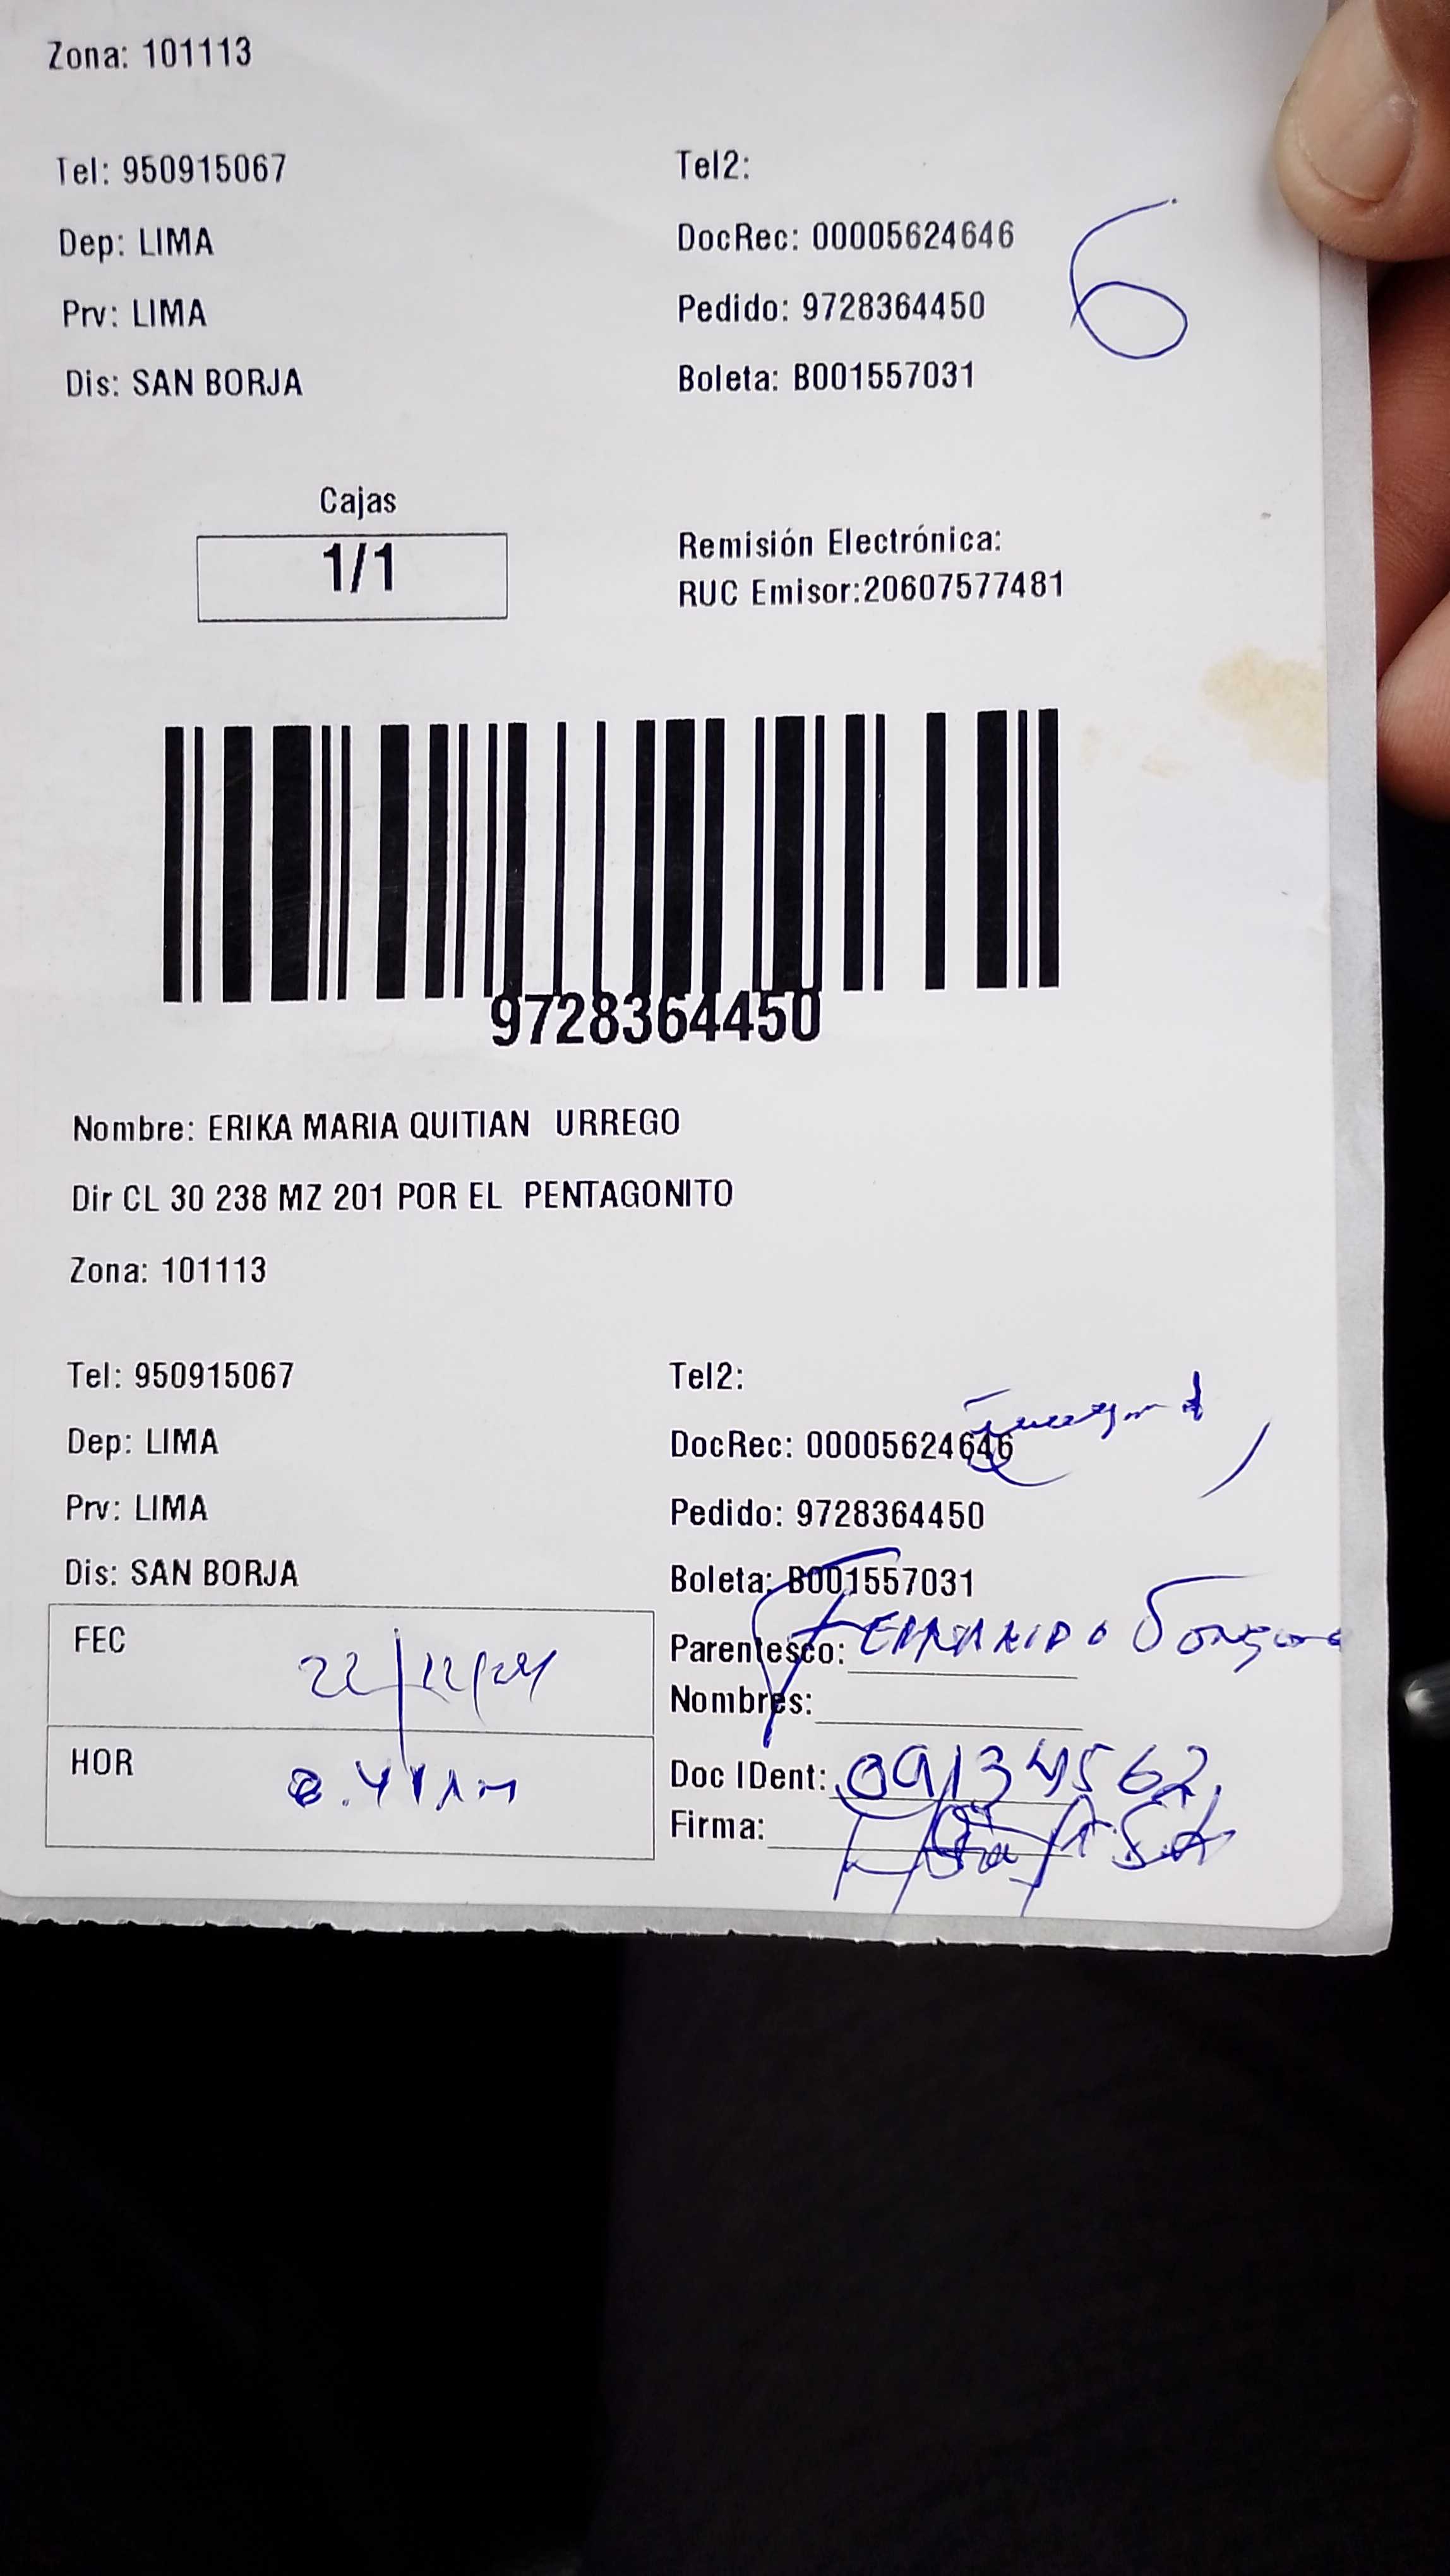 Zona: 101113
Tel: 950915067 Tel2:
Dep: LIMA DocRec: 00005624646
6
Prv: LIMA Pedido: 9728364450
Dis: SAN BORJA Boleta: B001557031
Cajas
1/1
Remisión Electrónica:
RUC Emisor:20607577481
9728364450
Nombre: ERIKA MARIA QUITIAN URREGO
Dir CL 30 238 MZ 201 POR EL PENTAGONITO
Zona: 101113
Tel: 950915067 Tel2:
Dep: LIMA DocRec: 00005624646
Prv: LIMA Pedido: 9728364450
Dis: SAN BORJA Boleta: B001557031
FEC 22/
Parentesco: FERNANDO
Nombres:
HOR
Doc IDent: 09134562
Firma: